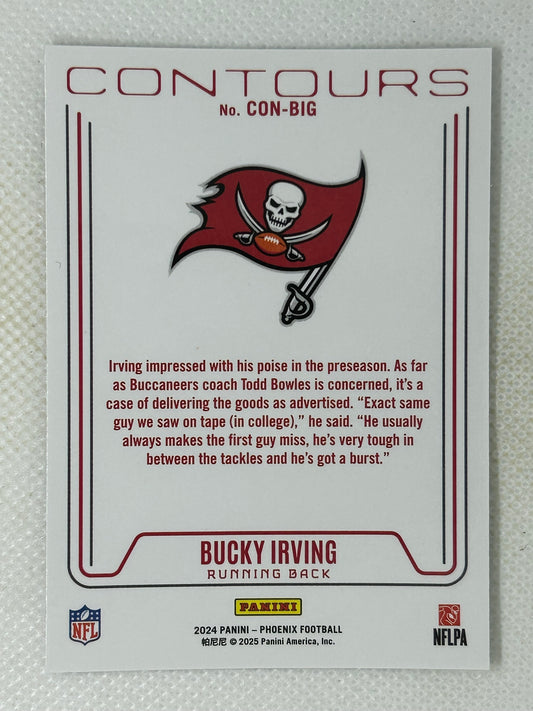 CONTOURS
No. CON-BIG
Irving impressed with his poise in the preseason. As far
as Buccaneers coach Todd Bowles is concerned, it's a
case of delivering the goods as advertised. “Exact same
guy we saw on tape (in college),” he said. “He usually
always makes the first guy miss, he's very tough in
between the tackles and he's got a burst.”
BUCKY IRVING
RUNNING BACK
PANINI
NFL
2024 PANINI – PHOENIX FOOTBALL
帕尼尼 © 2025 Panini America, Inc.
NFLPA